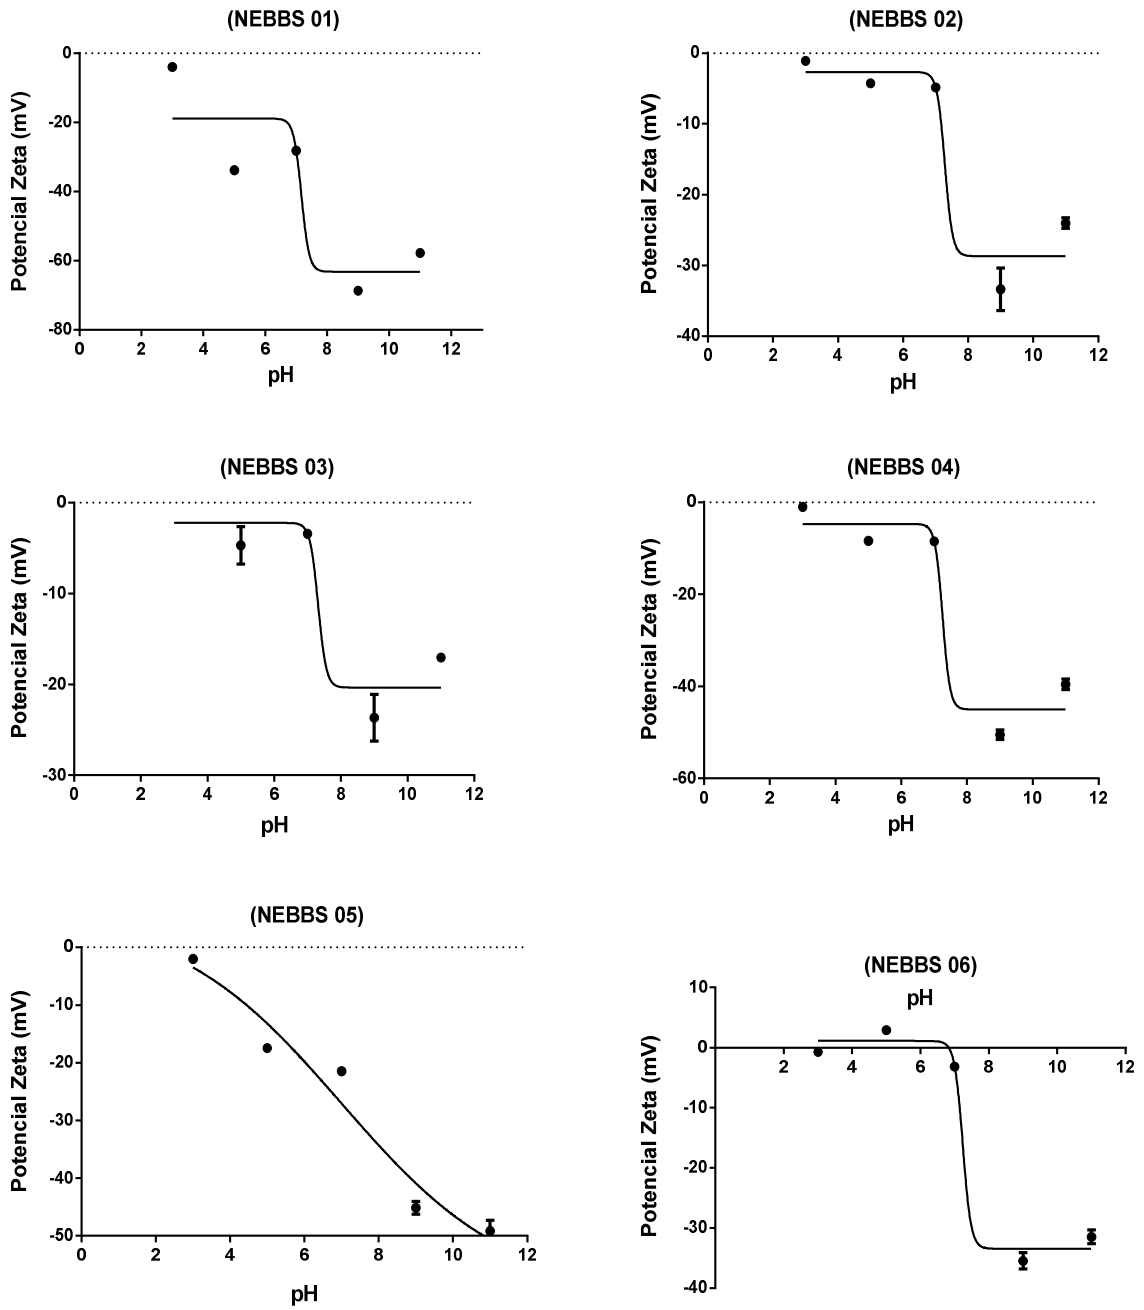 (NEBBS 01)
0
-20
-40
-60
-80
0 2 4 6 8 10 12
Potencial Zeta (mV)
pH
(NEBBS 02)
0
-10
-20
-30
-40
0 2 4 6 8 10 12
Potencial Zeta (mV)
pH
(NEBBS 03)
0
-10
-20
-30
0 2 4 6 8 10 12
Potencial Zeta (mV)
pH
(NEBBS 04)
0
-20
-40
-60
0 2 4 6 8 10 12
Potencial Zeta (mV)
pH
(NEBBS 05)
0
-10
-20
-30
-40
-50
0 2 4 6 8 10 12
Potencial Zeta (mV)
pH
(NEBBS 06)
pH
10
0
-10
-20
-30
-40
2 4 6 8 10 12
Potencial Zeta (mV)